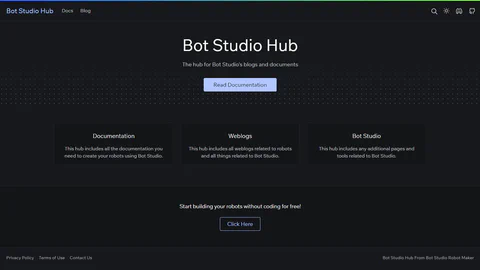 Bot Studio Hub Docs Blog
Bot Studio Hub
The hub for Bot Studio's blogs and documents
Read Documentation
Documentation
This hub includes all the documentation you
need to create your robots using Bot Studio.
Weblogs
This hub includes all weblogs related to robots
and all things related to Bot Studio.
Bot Studio
This hub includes any additional pages and
tools related to Bot Studio.
Start building your robots without coding for free!
Click Here
Privacy Policy Terms of Use Contact Us
Bot Studio Hub From Bot Studio Robot Maker